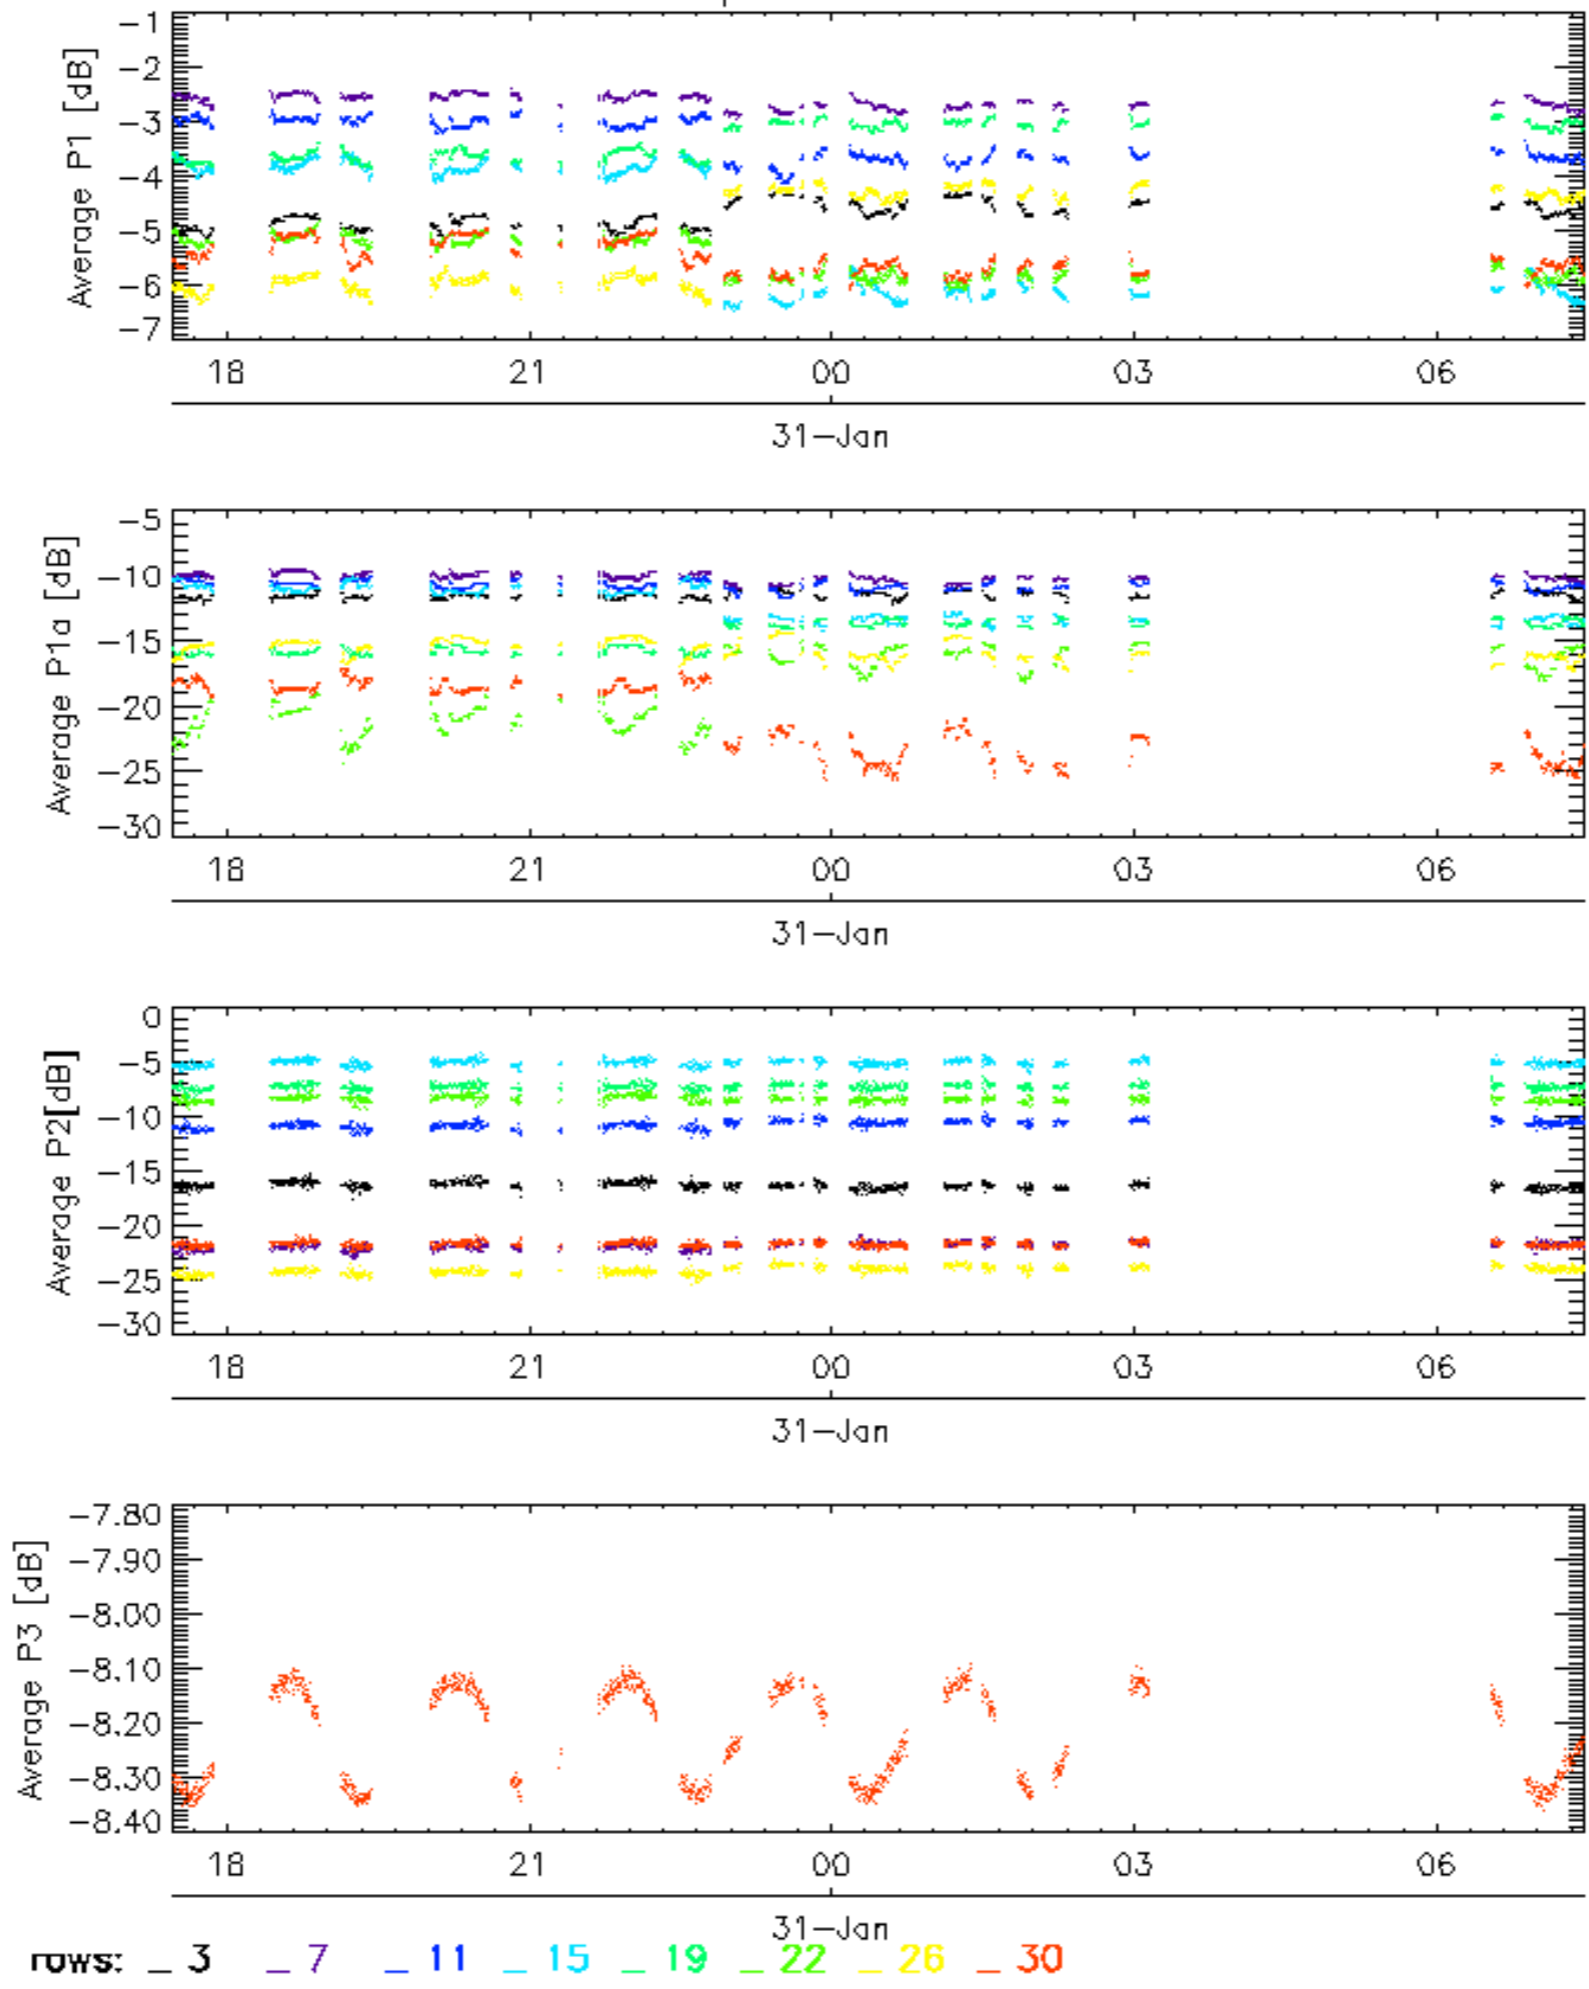 Average P1 [dB]
-1
-2
-3
-4
-5
-6
-7
18 21 00 03 06
31-Jan
Average P1a [dB]
-5
-10
-15
-20
-25
-30
18 21 00 03 06
31-Jan
Average P2[dB]
0
-5
-10
-15
-20
-25
-30
18 21 00 03 06
31-Jan
Average P3 [dB]
-7.80
-7.90
-8.00
-8.10
-8.20
-8.30
-8.40
18 21 00 03 06
31-Jan
rows: _ 3 _ 7 _ 11 _ 15 _ 19 _ 22 _ 26 _ 30